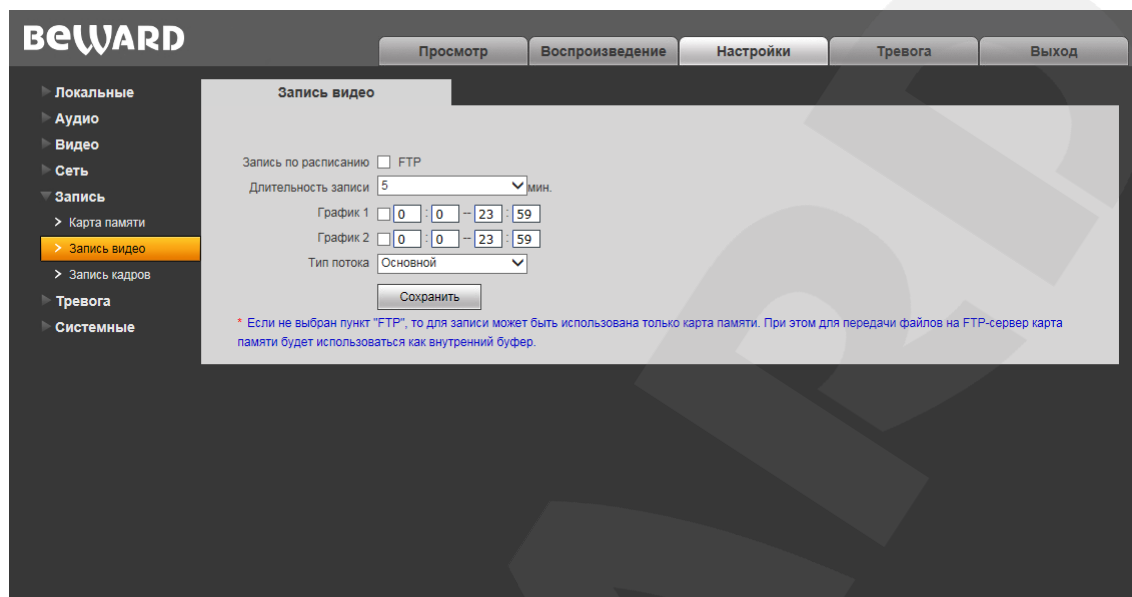 BEWARD
Просмотр Воспроизведение Настройки Тревога Выход
Локальные
Аудио
Видео
Сеть
Запись
> Карта памяти
> Запись видео
> Запись кадров
Тревога
Системные
Запись видео
Запись по расписанию FTP
Длительность записи 5 мин.
График 1 0 : 0 -- 23 : 59
График 2 0 : 0 -- 23 : 59
Тип потока Основной
Сохранить
* Если не выбран пункт "FTP", то для записи может быть использована только карта памяти. При этом для передачи файлов на FTP-сервер карта
памяти будет использоваться как внутренний буфер.